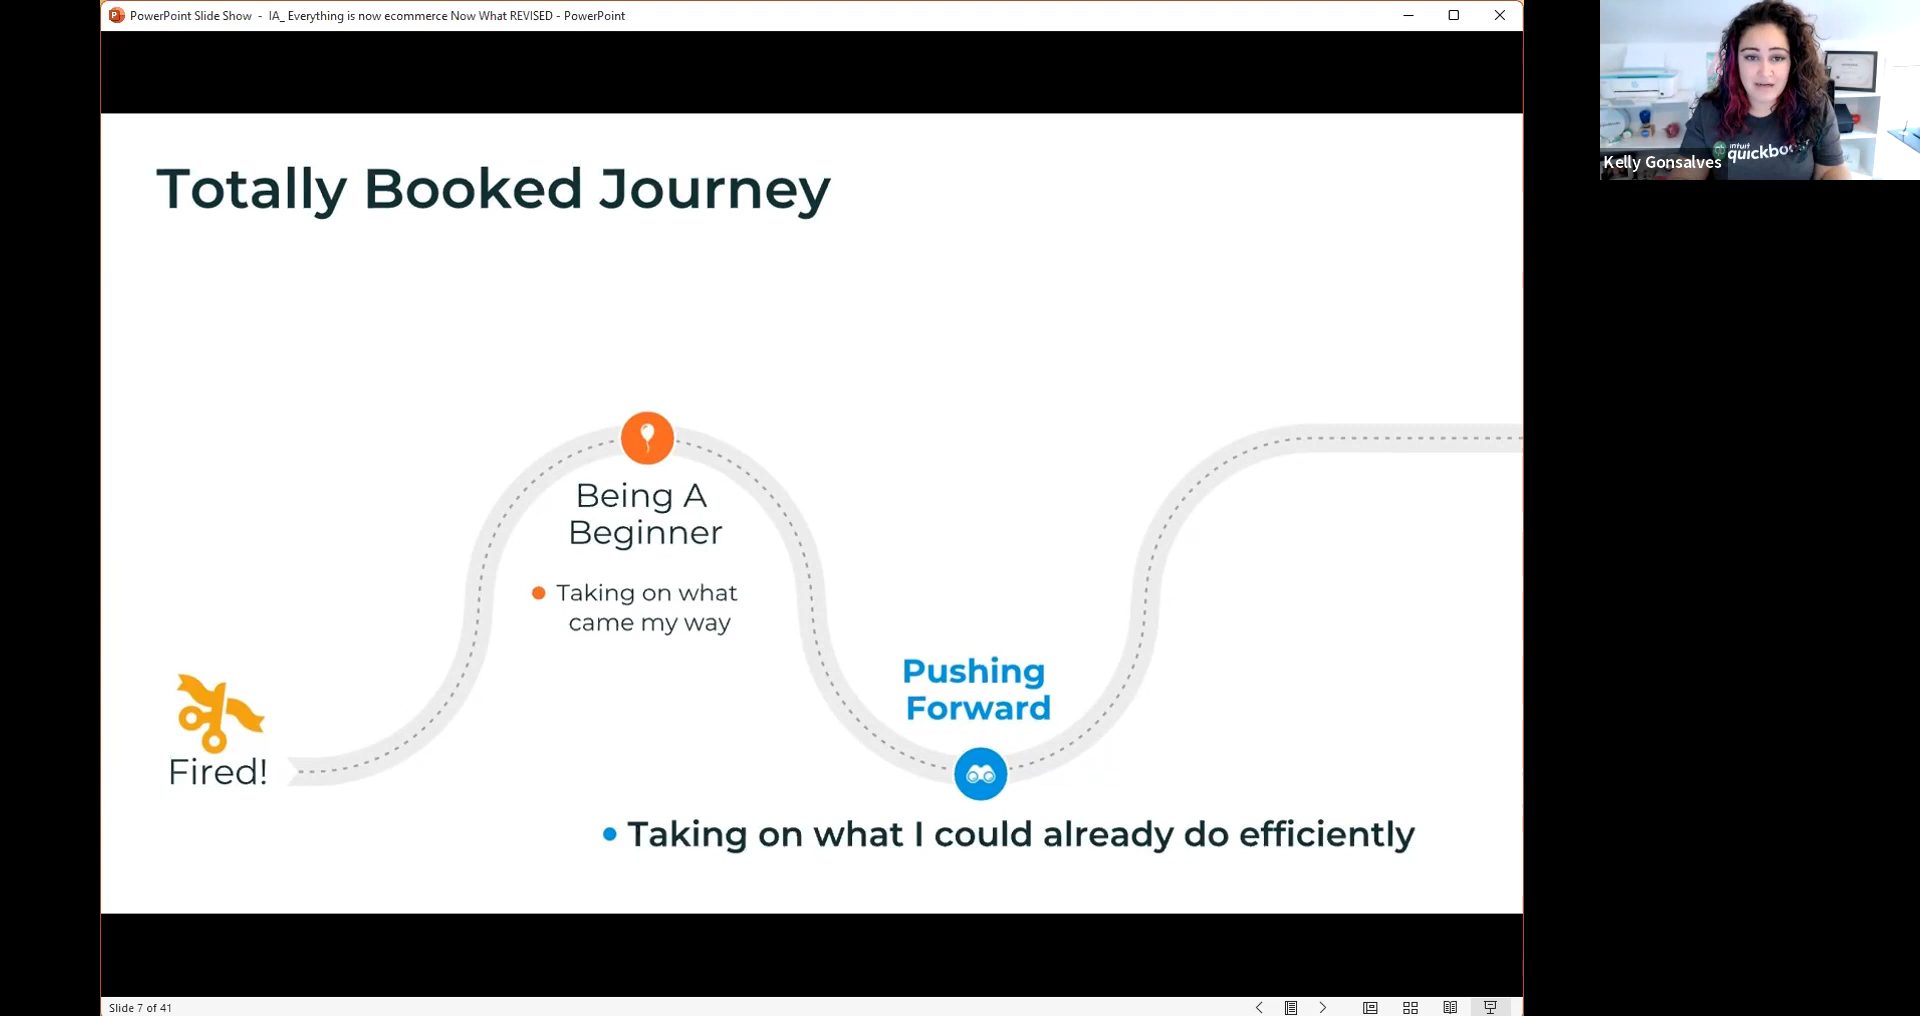 PowerPoint Slide Show - IA_ Everything is now ecommerce Now What REVISED - PowerPoint
Kelly Gonsalves
intuit
quickbo
Totally Booked Journey
Being A
Beginner
Taking on what
came my way
Pushing
Forward
Fired!
Taking on what I could already do efficiently
Slide 7 of 41